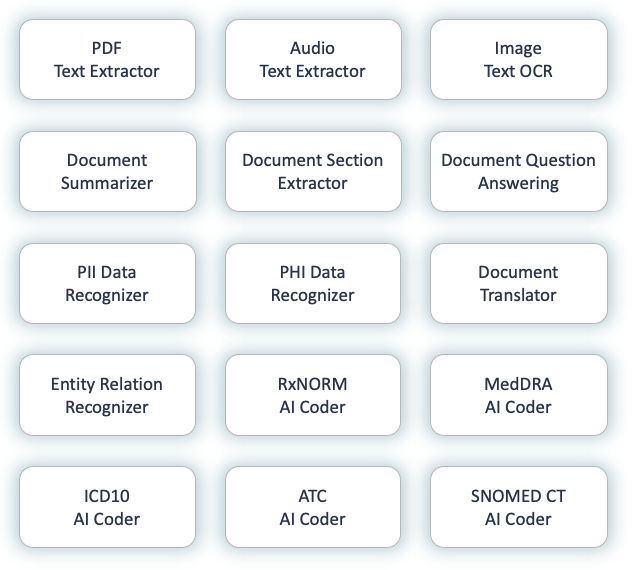 PDF
Text Extractor
Audio
Text Extractor
Image
Text OCR
Document
Summarizer
Document Section
Extractor
Document Question
Answering
PII Data
Recognizer
PHI Data
Recognizer
Document
Translator
Entity Relation
Recognizer
RxNORM
AI Coder
MedDRA
AI Coder
ICD10
AI Coder
ATC
AI Coder
SNOMED CT
AI Coder